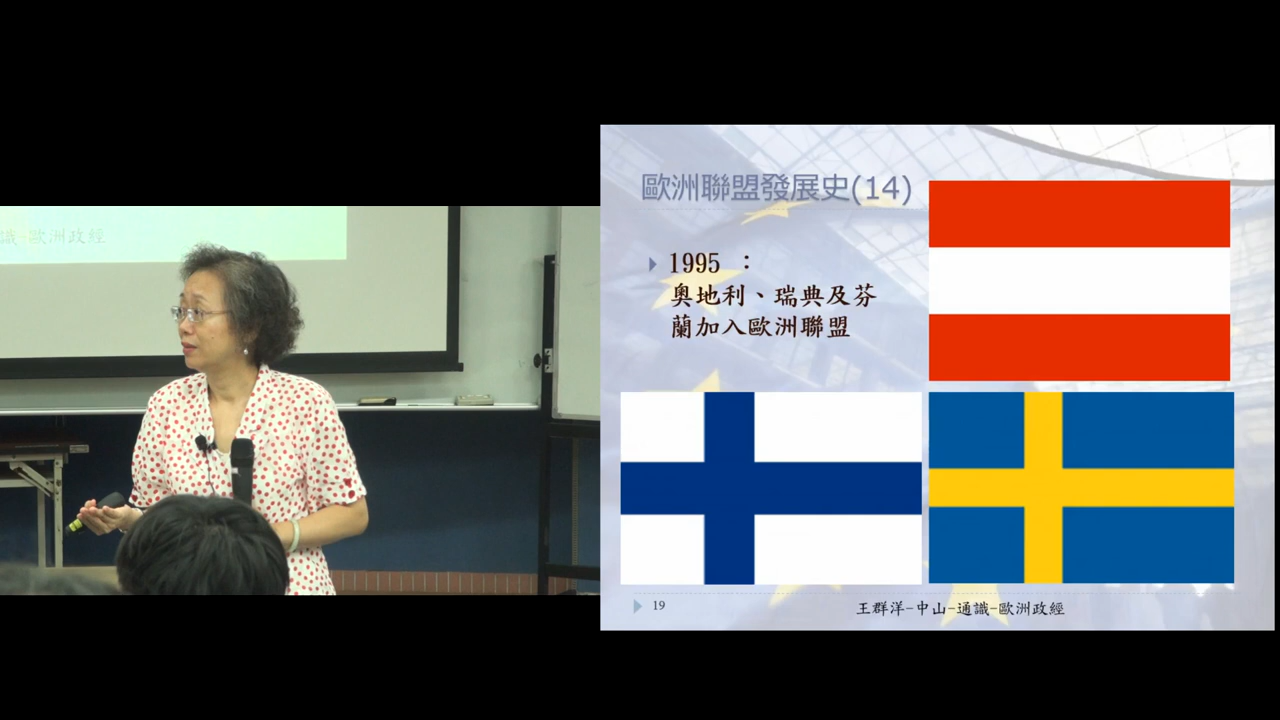 識-歐洲政經
歐洲聯盟發展史(14)
1995 :
奧地利、瑞典及芬
蘭加入歐洲聯盟
19
王群洋-中山-通識-歐洲政經